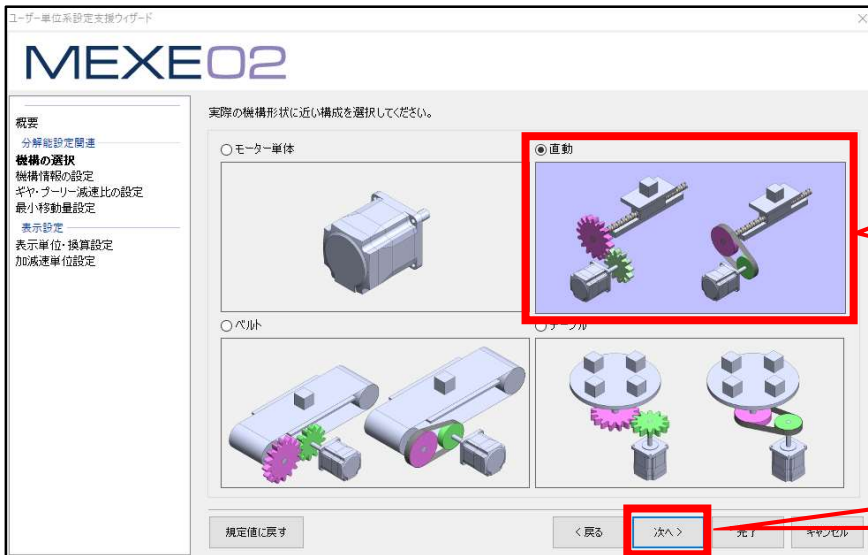 ユーザー単位系設定支援ウィザード
MEXE02
実際の機構形状に近い構成を選択してください。
概要
分解能設定関連
機構の選択
機構情報の設定
ギヤ・プーリー減速比の設定
最小移動量設定
表示設定
表示単位・換算設定
加減速単位設定
モーター単体
直動
ベルト
テーブル
規定値に戻す
< 戻る
次へ >
完了
キャンセル